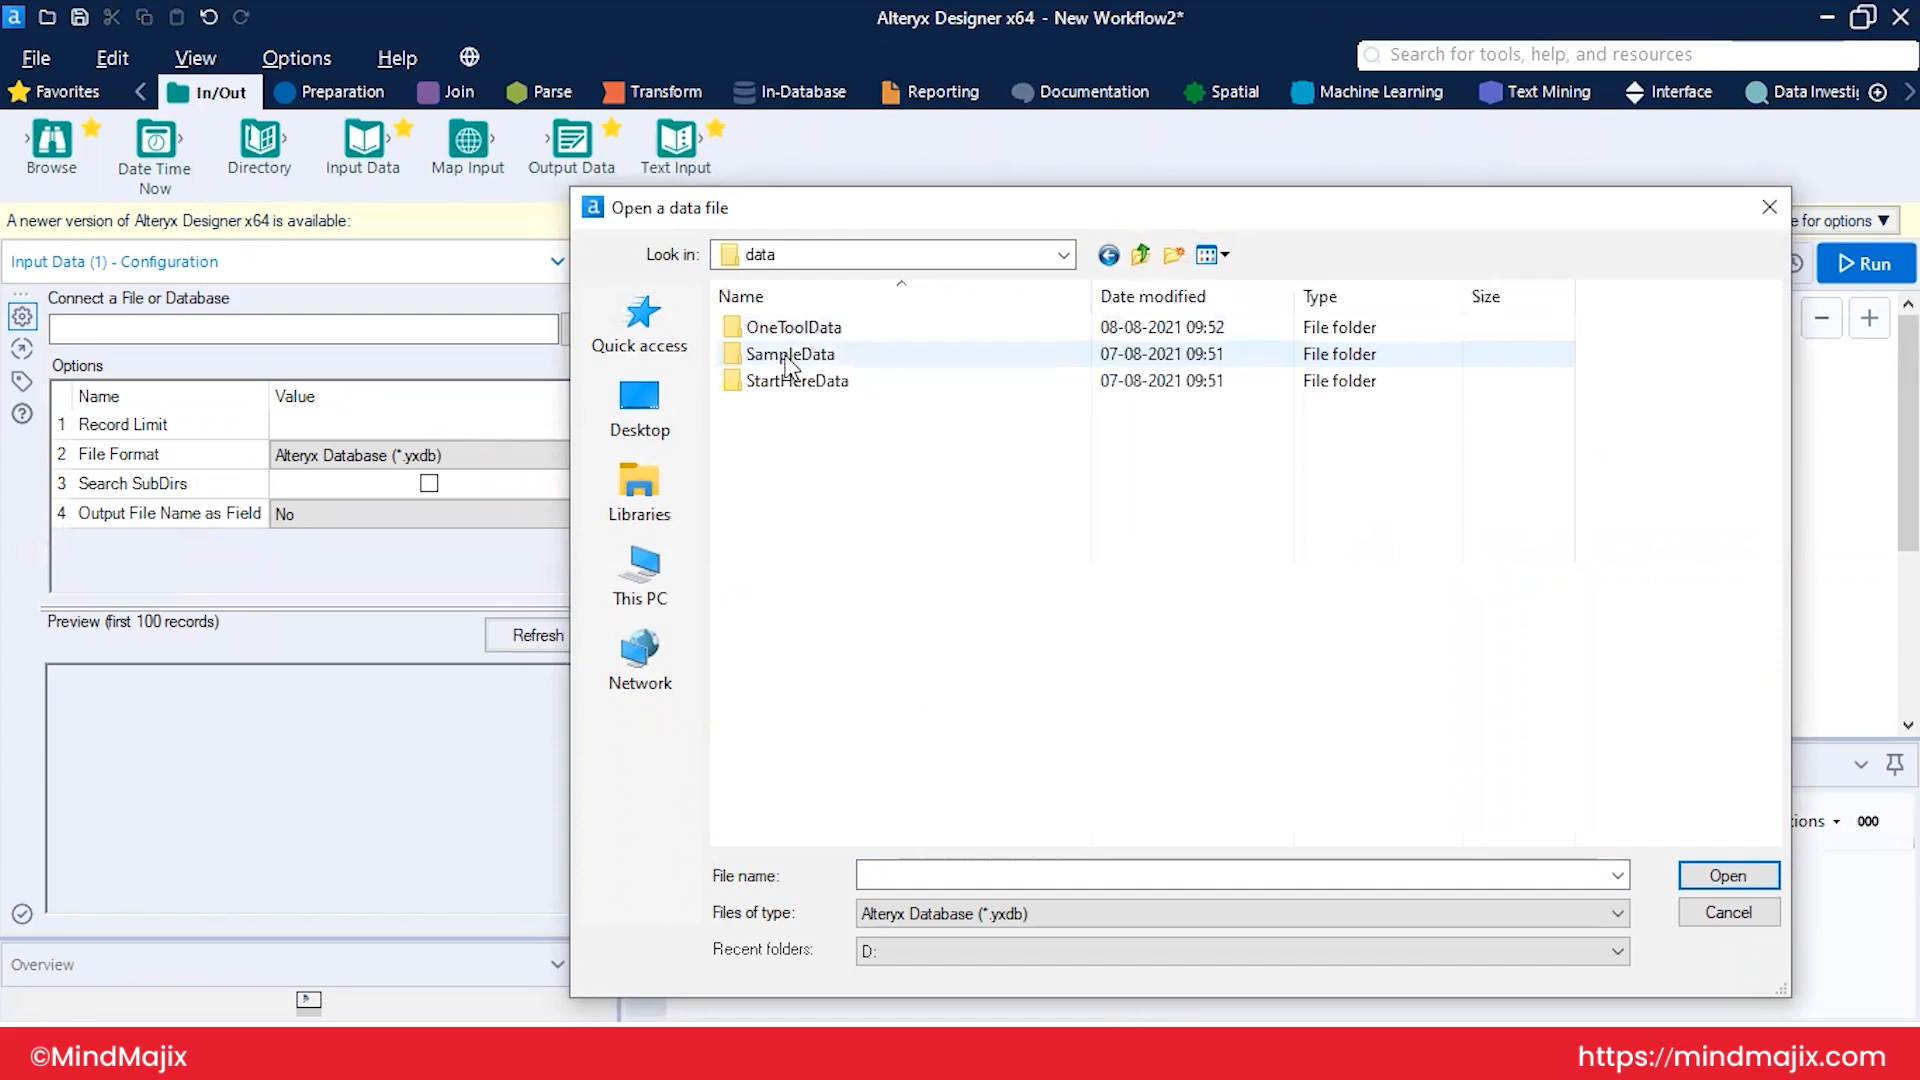 a
Alteryx Designer x64 - New Workflow2*
File Edit View Options Help
Search for tools, help, and resources
Favorites In/Out Preparation Join Parse Transform In-Database Reporting Documentation Spatial Machine Learning Text Mining Interface Data Investi
Browse Date Time Now Directory Input Data Map Input Output Data Text Input
A newer version of Alteryx Designer x64 is available:
e for options
Input Data (1) - Configuration
Run
Connect a File or Database
Options
Name Value
1 Record Limit
2 File Format Alteryx Database (*.yxdb)
3 Search SubDirs
4 Output File Name as Field No
Preview (first 100 records)
Refresh
Overview
a Open a data file
Look in: data
Name Date modified Type Size
OneToolData 08-08-2021 09:52 File folder
SampleData 07-08-2021 09:51 File folder
StartHereData 07-08-2021 09:51 File folder
Quick access
Desktop
Libraries
This PC
Network
File name: Open
Files of type: Alteryx Database (*.yxdb) Cancel
Recent folders: D:
tions 000
©MindMajix
https://mindmajix.com